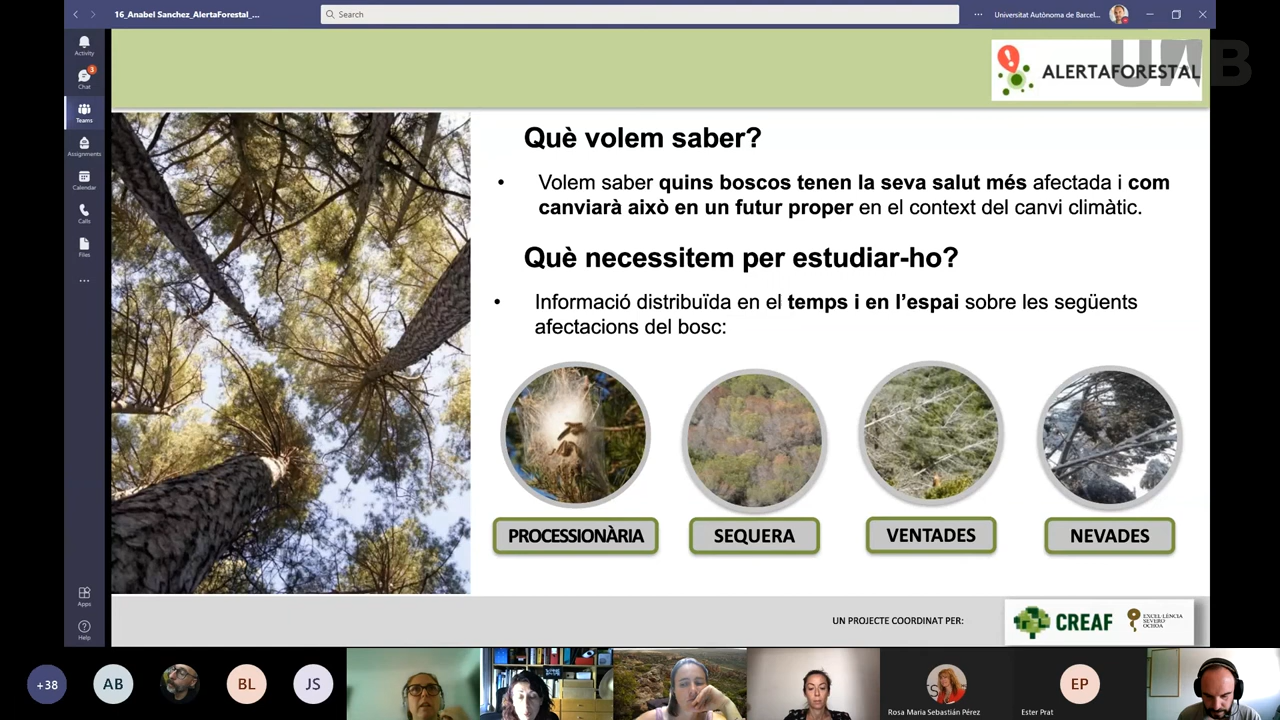 16_Anabel Sanchez_AlertaForestal_...
Search
Universitat Autònoma de Barcel...
Activity
3
Chat
Teams
Assignments
Calendar
Calls
Files
Apps
Help
UAB
ALERTAFORESTAL
Què volem saber?
• Volem saber quins boscos tenen la seva salut més afectada i com
canviarà això en un futur proper en el context del canvi climàtic.
Què necessitem per estudiar-ho?
• Informació distribuïda en el temps i en l'espai sobre les següents
afectacions del bosc:
PROCESSIONÀRIA
SEQUERA
VENTADES
NEVADES
UN PROJECTE COORDINAT PER:
CREAF
EXCEL·LÈNCIA
SEVERO
OCHOA
+38
AB
BL
JS
Rosa Maria Sebastián Pérez
EP
Ester Prat